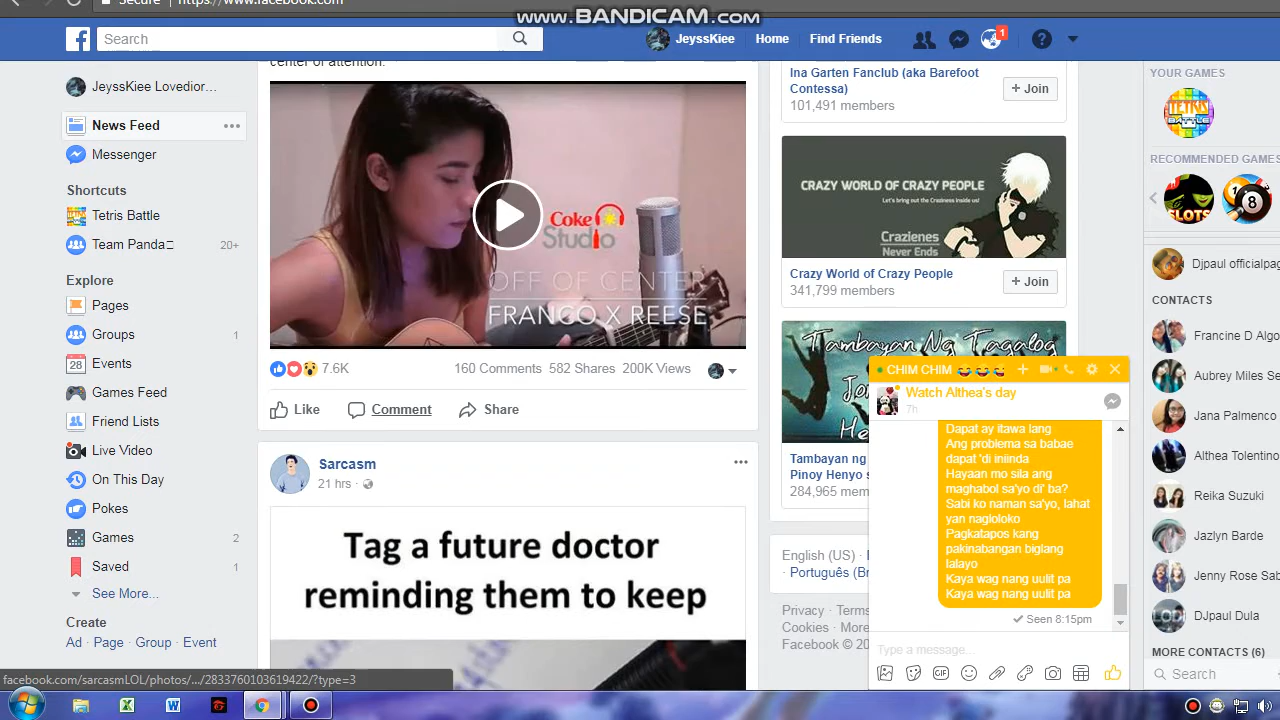 Secure
https://www.facebook.com
www.BANDICAM.com
f
Search
JeyssKiee
Home
Find Friends
1
JeyssKiee Lovedior...
News Feed
Messenger
Shortcuts
Tetris Battle
Team Panda
20+
Explore
Pages
Groups
1
Events
Games Feed
Friend Lists
Live Video
On This Day
Pokes
Games
2
Saved
1
See More...
Create
Ad · Page · Group · Event
facebook.com/sarcasmLOL/photos/.../2833760103619422/?type=3
center of attention.
Coke
Studio
OFF OF CENTER
FRANCO X REESE
7.6K
160 Comments 582 Shares 200K Views
Like
Comment
Share
Sarcasm
21 hrs ·
Tag a future doctor
reminding them to keep
Ina Garten Fanclub (aka Barefoot
Contessa)
101,491 members
+ Join
CRAZY WORLD OF CRAZY PEOPLE
Let's bring out the Craziness inside us!
Crazienes
Never Ends
Crazy World of Crazy People
341,799 members
+ Join
Tambayan Ng Tagalog
Tambayan ng
Pinoy Henyo
284,965 mem
English (US) ·
· Português (Br
Privacy · Terms
Cookies · More
Facebook © 20
CHIM CHIM
Watch Althea's day
7h
Dapat ay itawa lang
Ang problema sa babae
dapat 'di iniinda
Hayaan mo sila ang
maghabol sa'yo di' ba?
Sabi ko naman sa'yo, lahat
yan nagloloko
Pagkatapos kang
pakinabangan biglang
lalayo
Kaya wag nang uulit pa
Kaya wag nang uulit pa
Seen 8:15pm
Type a message...
GIF
YOUR GAMES
TETRIS
BATTLE
RECOMMENDED GAMES
SLOTS
8
Djpaul officialpag
CONTACTS
Francine D Algo
Aubrey Miles Se
Jana Palmenco
Althea Tolentino
Reika Suzuki
Jazlyn Barde
Jenny Rose Sab
DJpaul Dula
MORE CONTACTS (6)
Search